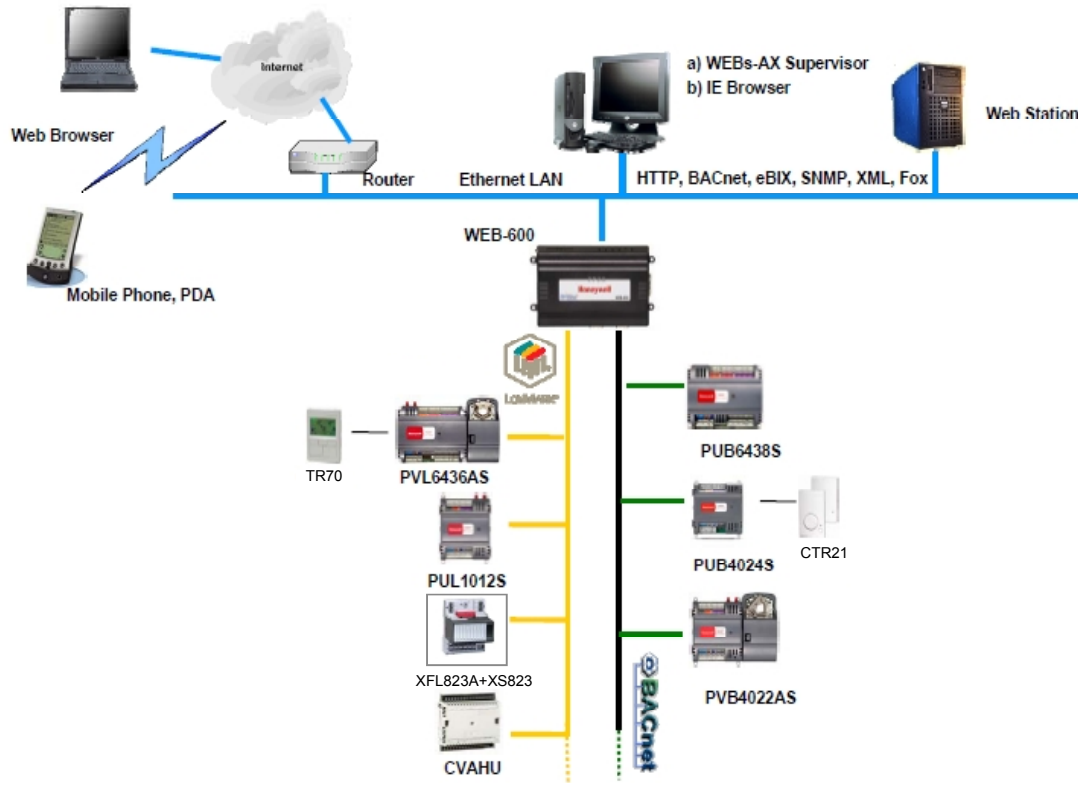 Internet
a) WEBs-AX Supervisor
b) IE Browser
Web Station
Web Browser
Router
Ethernet LAN
HTTP, BACnet, eBIX, SNMP, XML, Fox
WEB-600
Mobile Phone, PDA
Honeywell
LONMARK
TR70
PVL6436AS
PUB6438S
PUL1012S
PUB4024S
CTR21
XFL823A+XS823
PVB4022AS
BACnet
CVAHU